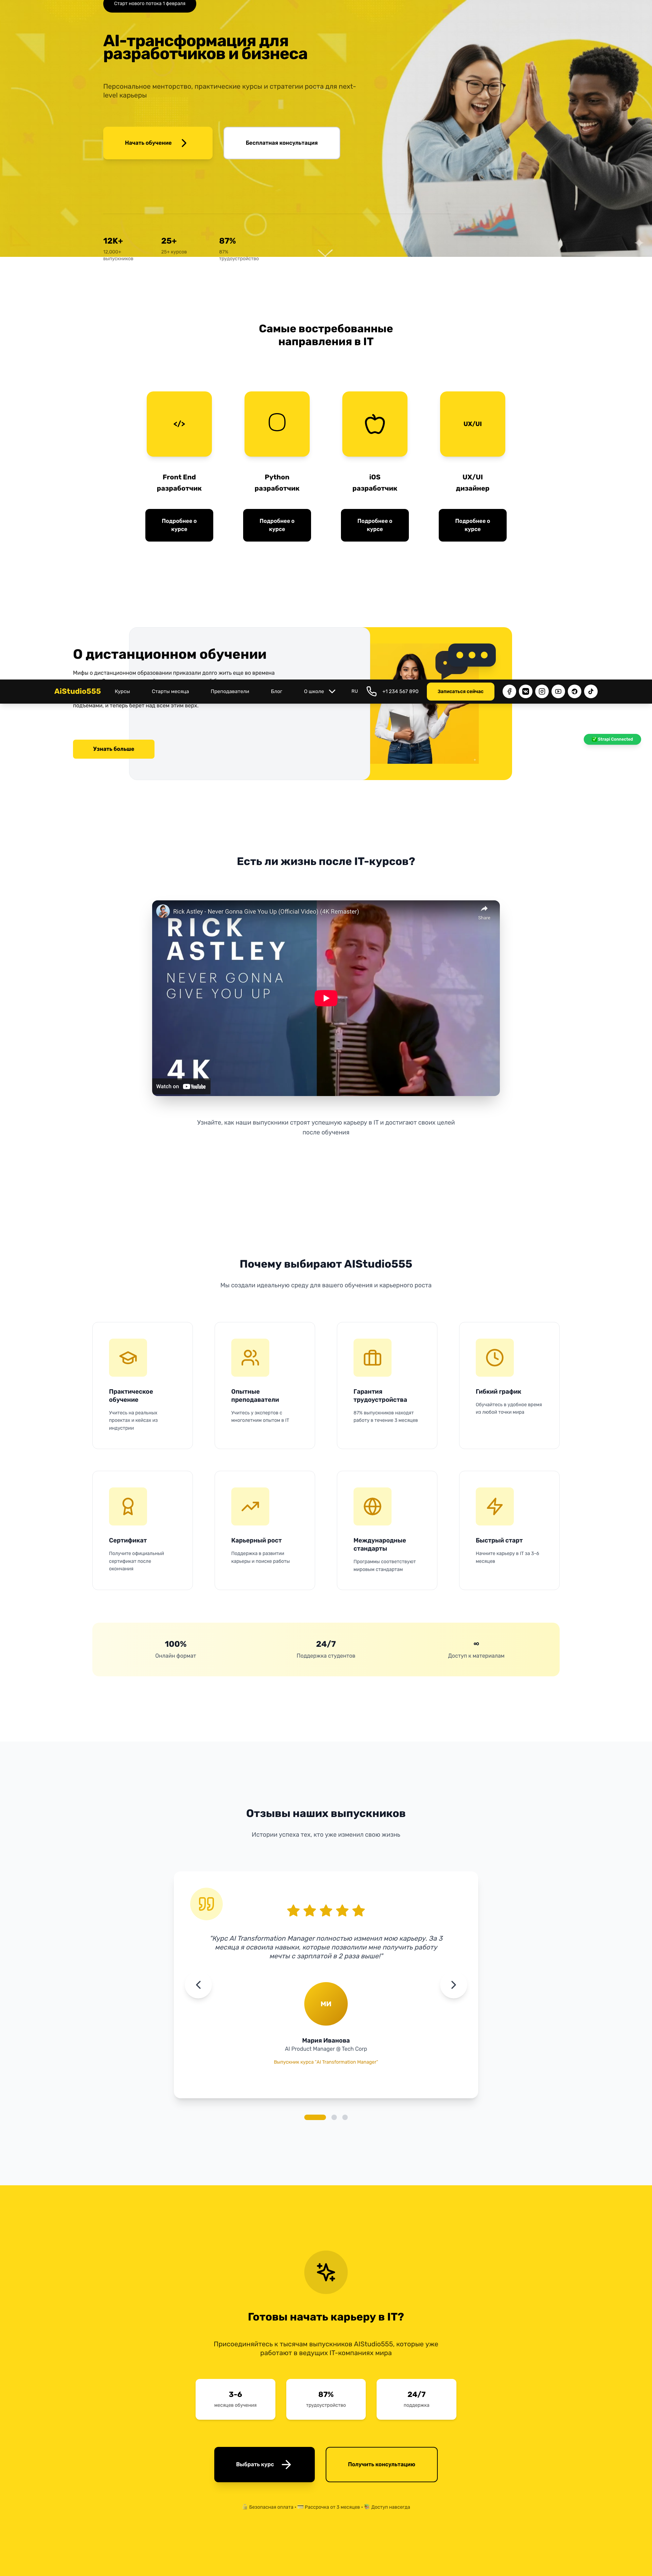 Старт нового потока 1 февраля
AI-трансформация для
разработчиков и бизнеса
Персональное менторство, практические курсы и стратегии роста для next-
level карьеры
Начать обучение
Бесплатная консультация
12K+
25+
87%
12,000+
выпускников
25+ курсов
87%
трудоустройство
Самые востребованные
направления в IT
</>
UX/UI
Front End
разработчик
Python
разработчик
iOS
разработчик
UX/UI
дизайнер
Подробнее о
курсе
Подробнее о
курсе
Подробнее о
курсе
Подробнее о
курсе
О дистанционном обучении
Мифы о дистанционном образовании приказали долго жить еще во времена
AiStudio555
Курсы
Старты месяца
Преподаватели
Блог
О школе
RU
+1 234 567 890
Записаться сейчас
подъемами, и теперь берет над всем этим верх.
Strapi Connected
Узнать больше
Есть ли жизнь после IT-курсов?
Rick Astley - Never Gonna Give You Up (Official Video) (4K Remaster)
Share
RICK
ASTLEY
NEVER GONNA
GIVE YOU UP
4K
Watch on YouTube
Узнайте, как наши выпускники строят успешную карьеру в IT и достигают своих целей
после обучения
Почему выбирают AIStudio555
Мы создали идеальную среду для вашего обучения и карьерного роста
Практическое
обучение
Учитесь на реальных
проектах и кейсах из
индустрии
Опытные
преподаватели
Учитесь у экспертов с
многолетним опытом в IT
Гарантия
трудоустройства
87% выпускников находят
работу в течение 3 месяцев
Гибкий график
Обучайтесь в удобное время
из любой точки мира
Сертификат
Получите официальный
сертификат после
окончания
Карьерный рост
Поддержка в развитии
карьеры и поиске работы
Международные
стандарты
Программы соответствуют
мировым стандартам
Быстрый старт
Начните карьеру в IT за 3-6
месяцев
100%
Онлайн формат
24/7
Поддержка студентов
∞
Доступ к материалам
Отзывы наших выпускников
Истории успеха тех, кто уже изменил свою жизнь
"Курс AI Transformation Manager полностью изменил мою карьеру. За 3
месяца я освоила навыки, которые позволили мне получить работу
мечты с зарплатой в 2 раза выше!"
МИ
Мария Иванова
AI Product Manager @ Tech Corp
Выпускник курса "AI Transformation Manager"
Готовы начать карьеру в IT?
Присоединяйтесь к тысячам выпускников AIStudio555, которые уже
работают в ведущих IT-компаниях мира
3-6
месяцев обучения
87%
трудоустройство
24/7
поддержка
Выбрать курс
Получить консультацию
Безопасная оплата • Рассрочка от 3 месяцев • Доступ навсегда